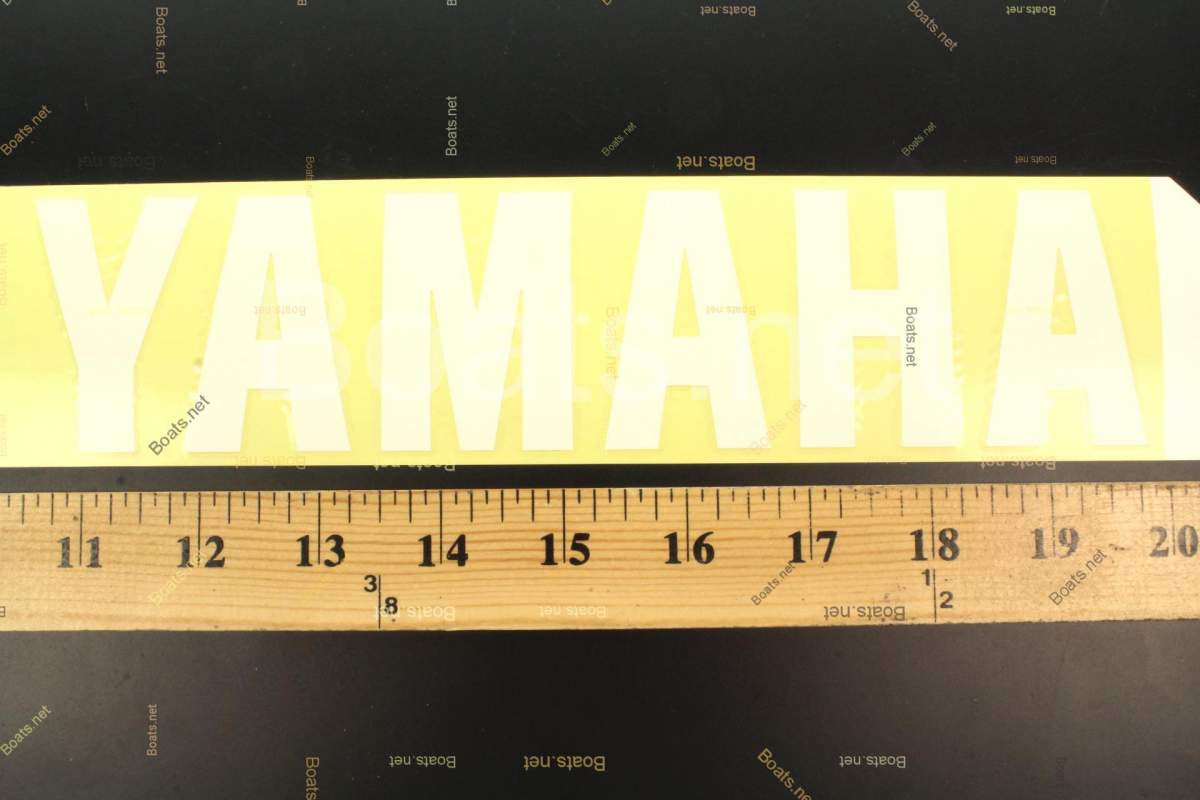 Boats.net
YAMAHA
11 12 13 14 15 16 17 18 19 20
3/8 1/2